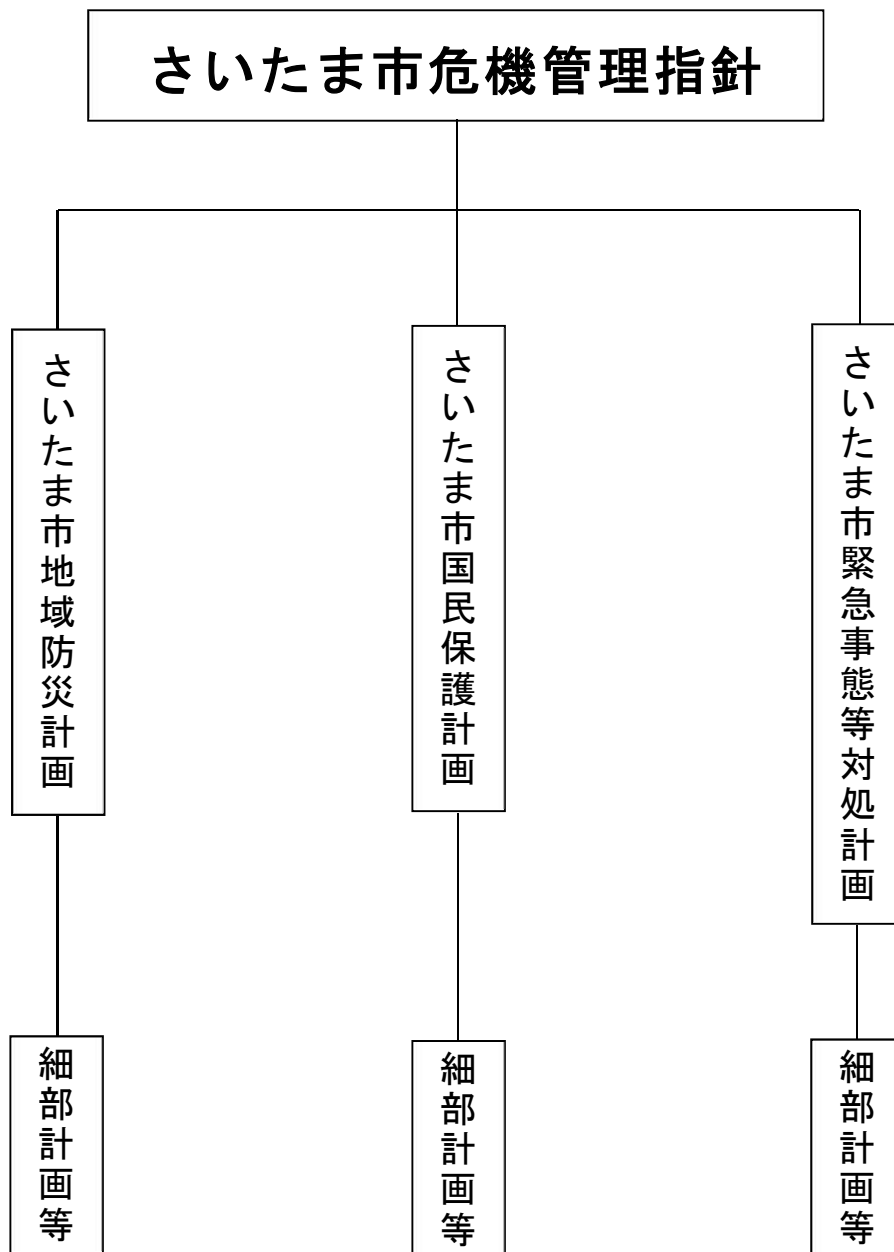 さいたま市危機管理指針
さいたま市地域防災計画
さいたま市国民保護計画
さいたま市緊急事態等対処計画
細部計画等
細部計画等
細部計画等